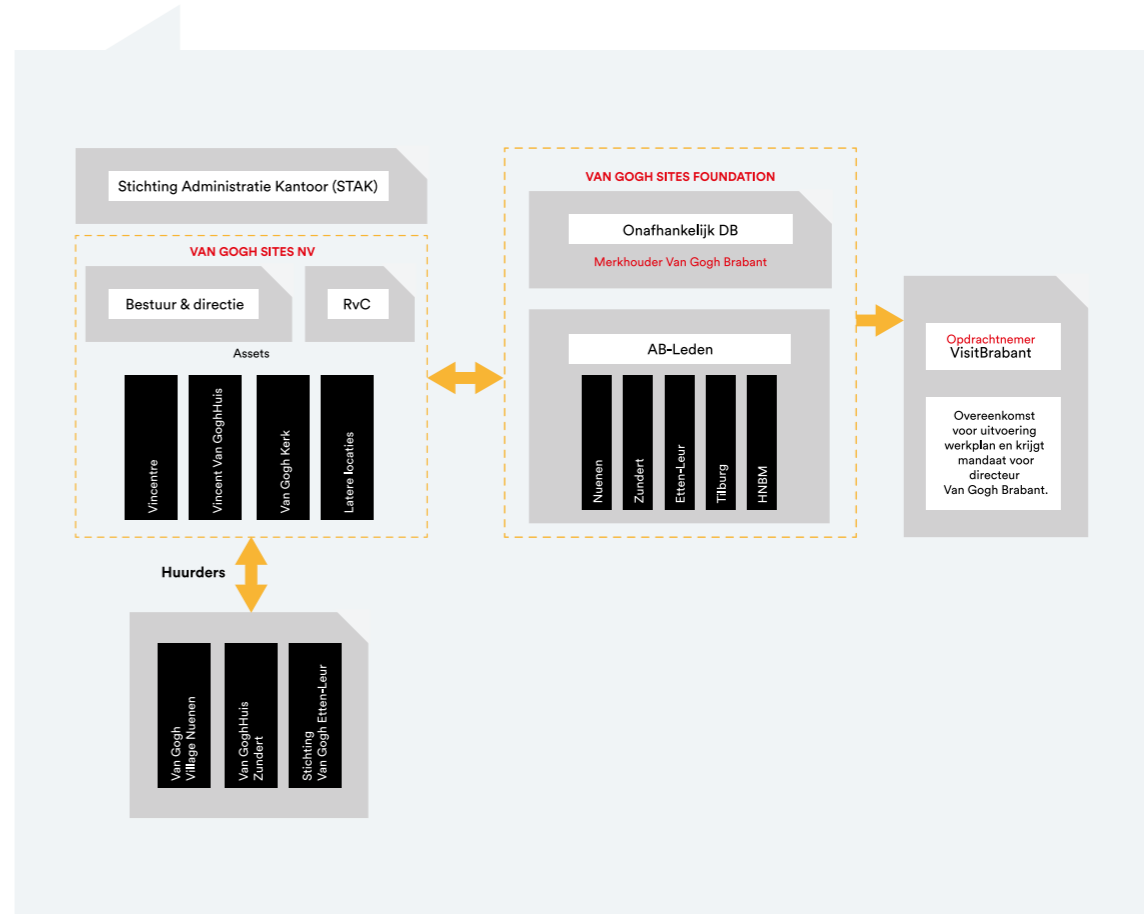 Stichting Administratie Kantoor (STAK)
VAN GOGH SITES NV
Bestuur & directie
RvC
Assets
Vincentre
Vincent Van GoghHuis
Van Gogh Kerk
Latere locaties
Huurders
Van Gogh
Village Nuenen
Van GoghHuis
Zundert
Stichting
Van Gogh Etten-Leur
VAN GOGH SITES FOUNDATION
Onafhankelijk DB
Merkhouder Van Gogh Brabant
AB-Leden
Nuenen
Zundert
Etten-Leur
Tilburg
HNBM
Opdrachtnemer
VisitBrabant
Overeenkomst
voor uitvoering
werkplan en krijgt
mandaat voor
directeur
Van Gogh Brabant.